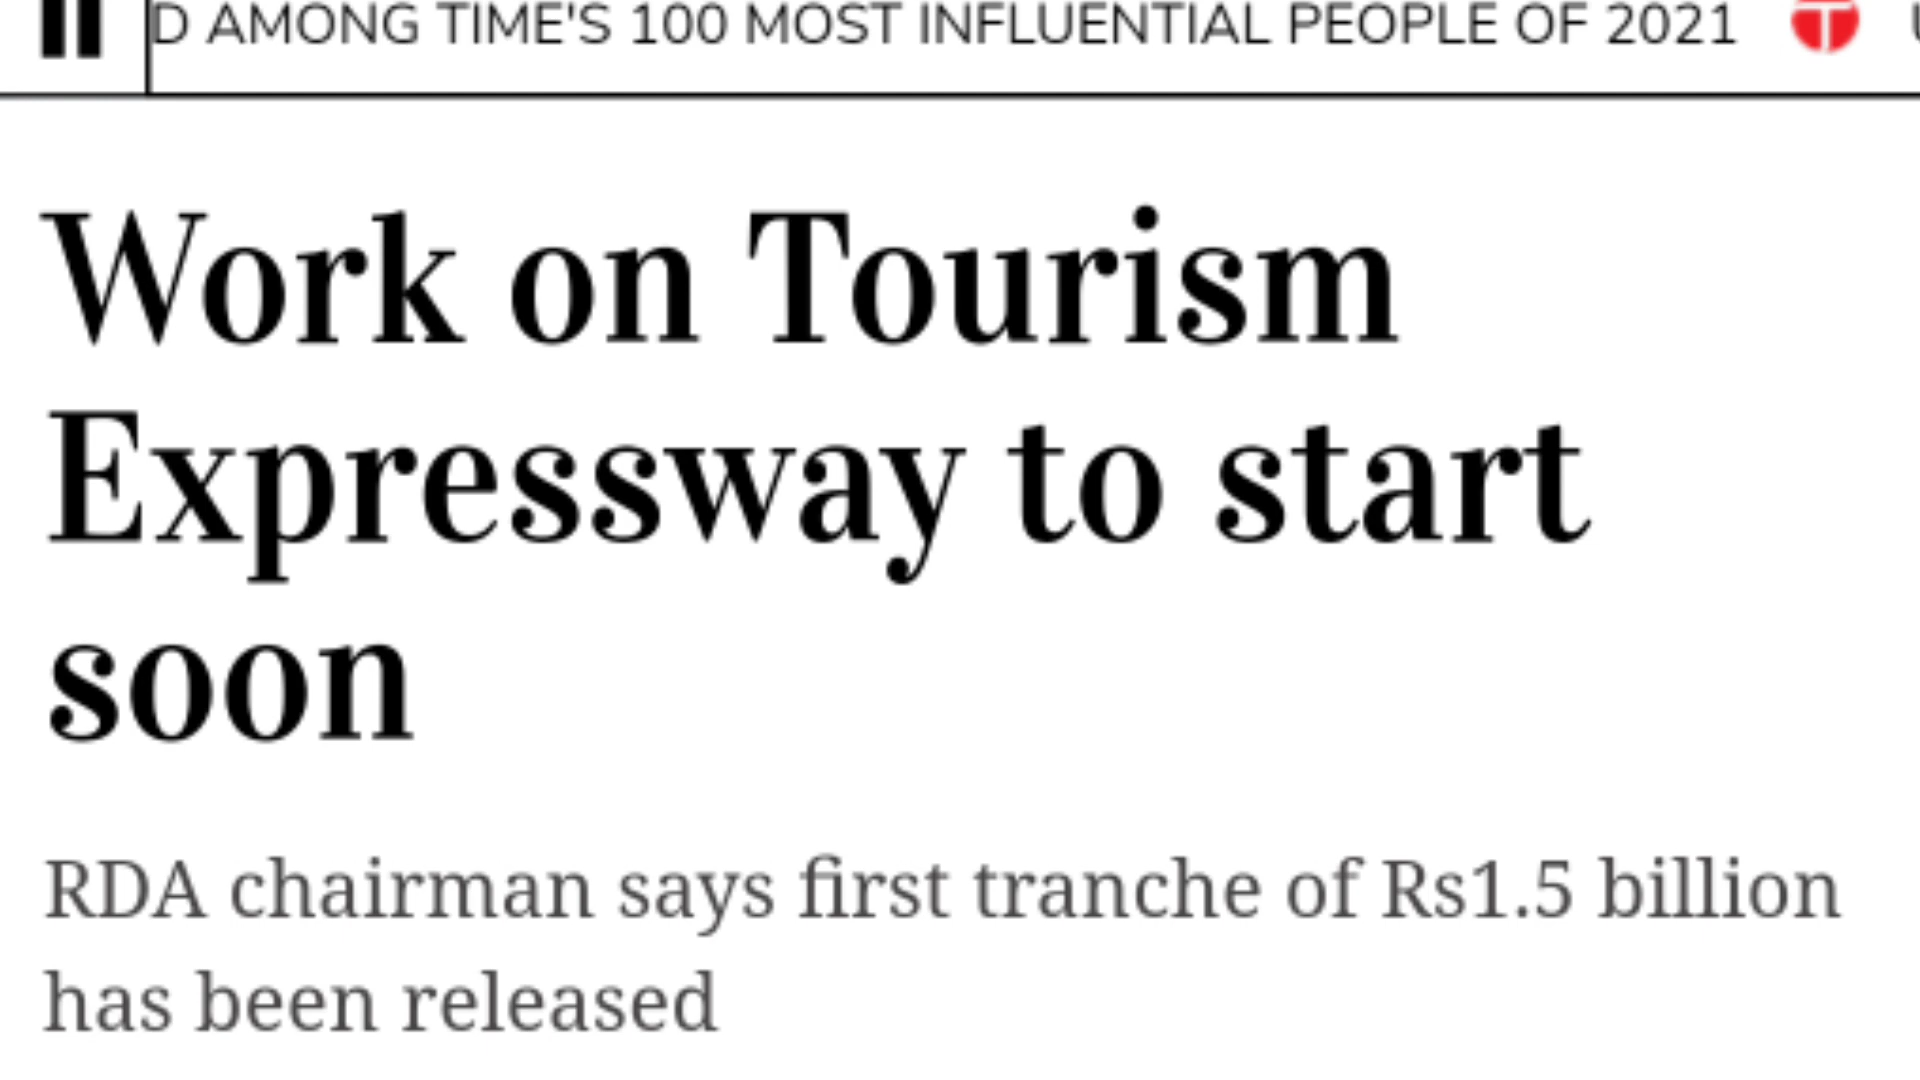 D AMONG TIME'S 100 MOST INFLUENTIAL PEOPLE OF 2021
Work on Tourism
Expressway to start
soon
RDA chairman says first tranche of Rs1.5 billion
has been released